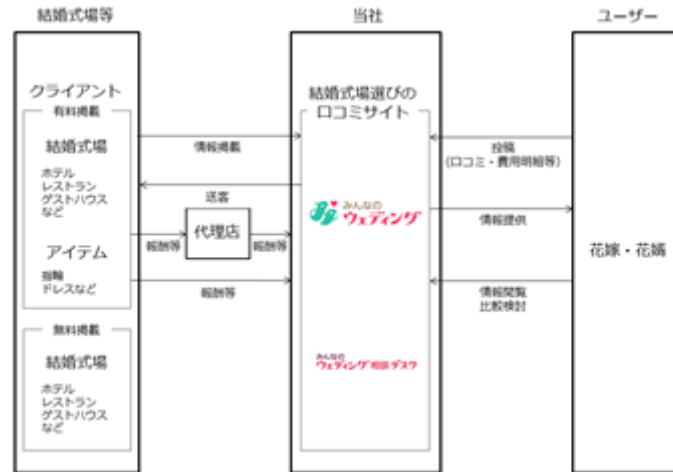 結婚式場等
当社
ユーザー
クライアント
有料掲載
結婚式場
ホテル
レストラン
ゲストハウス
など
アイテム
指輪
ドレスなど
無料掲載
結婚式場
ホテル
レストラン
ゲストハウス
など
情報掲載
送客
代理店
報酬等
報酬等
報酬等
結婚式場選びの
口コミサイト
みんなの
ウェディング
みんなの
ウェディング相談デスク
投稿
(口コミ・費用明細等)
情報提供
情報閲覧
比較検討
花嫁・花婿